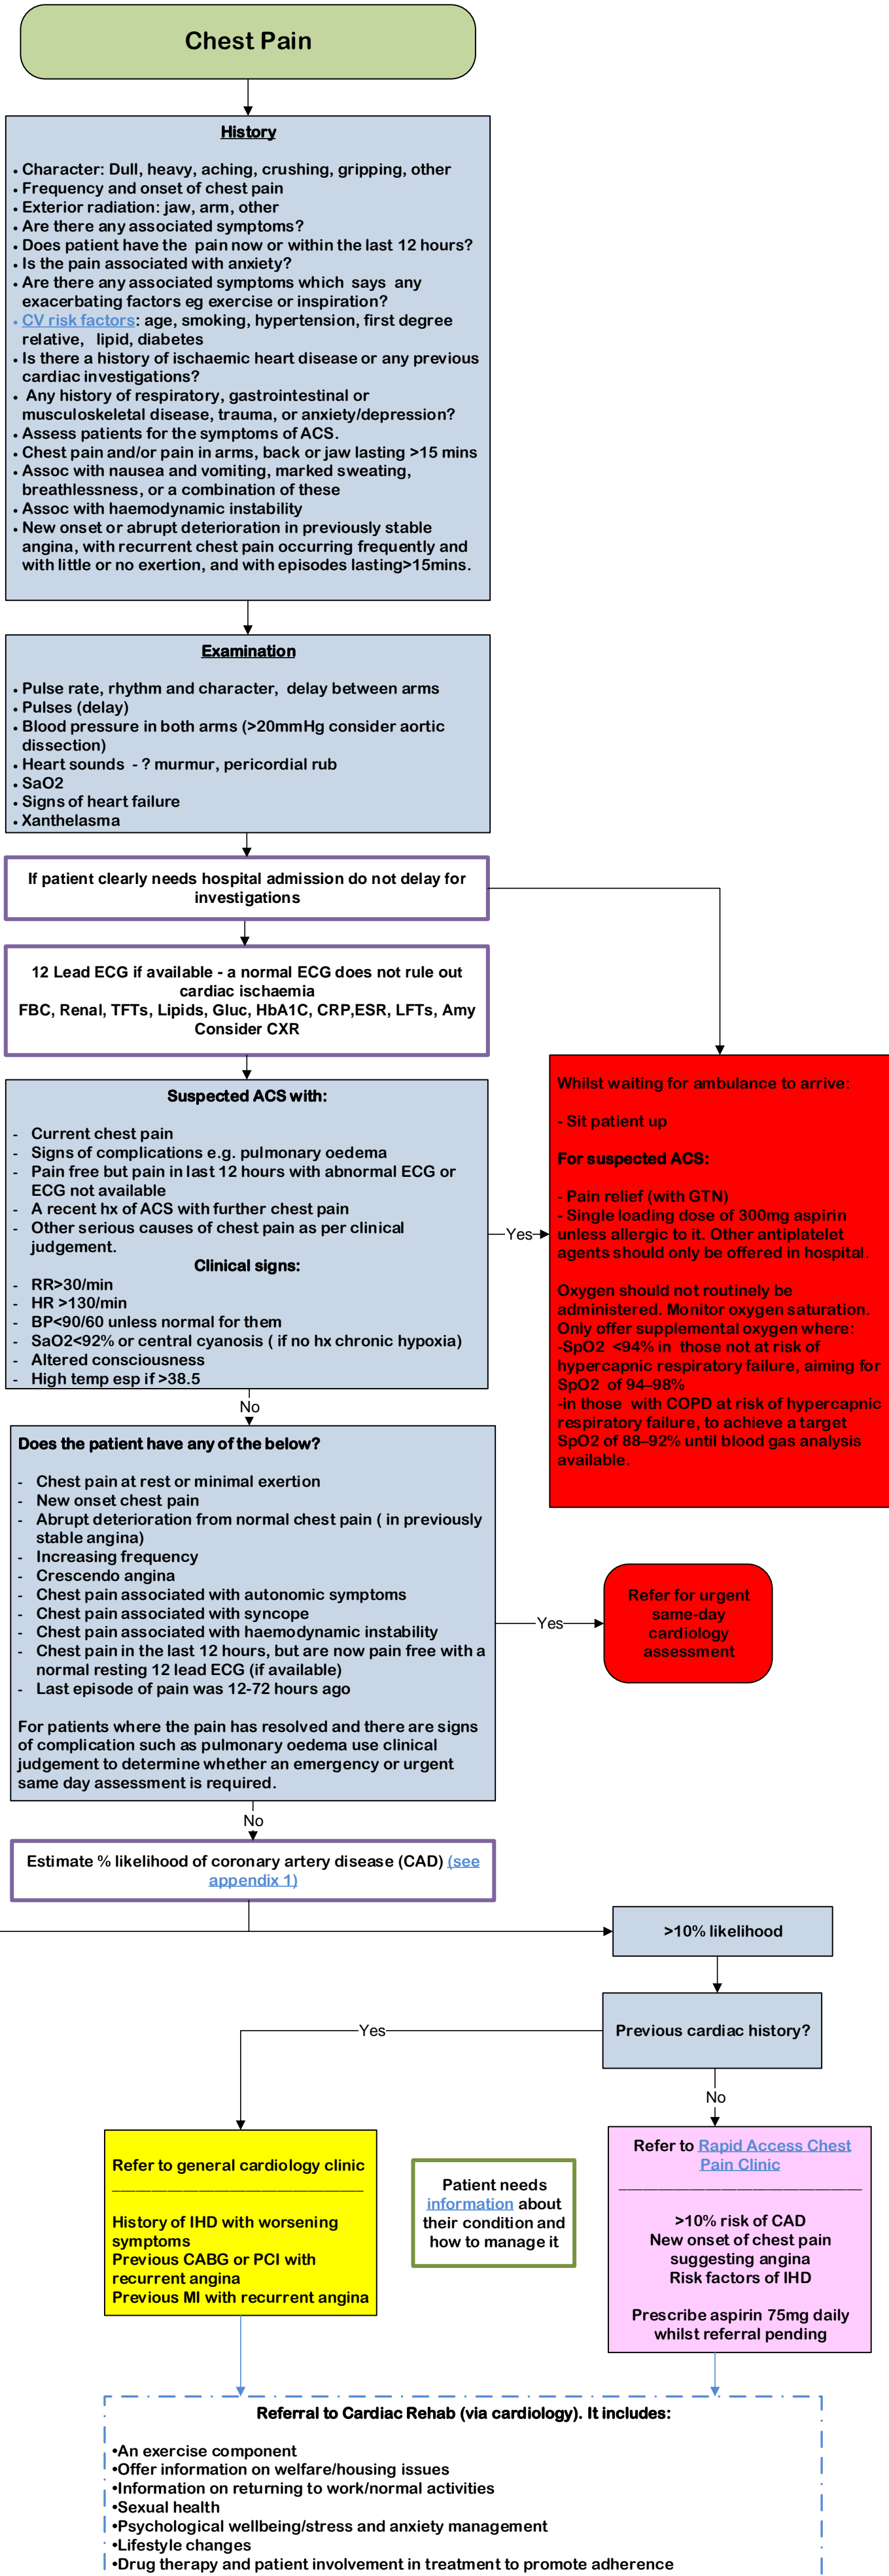 Chest Pain
History
• Character: Dull, heavy, aching, crushing, gripping, other
• Frequency and onset of chest pain
• Exterior radiation: jaw, arm, other
• Are there any associated symptoms?
• Does patient have the pain now or within the last 12 hours?
• Is the pain associated with anxiety?
• Are there any associated symptoms which says any
exacerbating factors eg exercise or inspiration?
• CV risk factors: age, smoking, hypertension, first degree
relative, lipid, diabetes
• Is there a history of ischaemic heart disease or any previous
cardiac investigations?
• Any history of respiratory, gastrointestinal or
musculoskeletal disease, trauma, or anxiety/depression?
• Assess patients for the symptoms of ACS.
• Chest pain and/or pain in arms, back or jaw lasting >15 mins
• Assoc with nausea and vomiting, marked sweating,
breathlessness, or a combination of these
• Assoc with haemodynamic instability
• New onset or abrupt deterioration in previously stable
angina, with recurrent chest pain occurring frequently and
with little or no exertion, and with episodes lasting>15mins.
Examination
• Pulse rate, rhythm and character, delay between arms
• Pulses (delay)
• Blood pressure in both arms (>20mmHg consider aortic
dissection)
• Heart sounds - ? murmur, pericordial rub
• SaO2
• Signs of heart failure
• Xanthelasma
If patient clearly needs hospital admission do not delay for
investigations
12 Lead ECG if available - a normal ECG does not rule out
cardiac ischaemia
FBC, Renal, TFTs, Lipids, Gluc, HbA1C, CRP,ESR, LFTs, Amy
Consider CXR
Suspected ACS with:
- Current chest pain
- Signs of complications e.g. pulmonary oedema
- Pain free but pain in last 12 hours with abnormal ECG or
ECG not available
- A recent hx of ACS with further chest pain
- Other serious causes of chest pain as per clinical
judgement.
Clinical signs:
- RR>30/min
- HR >130/min
- BP<90/60 unless normal for them
- SaO2<92% or central cyanosis ( if no hx chronic hypoxia)
- Altered consciousness
- High temp esp if >38.5
Yes
Whilst waiting for ambulance to arrive:
- Sit patient up
For suspected ACS:
- Pain relief (with GTN)
- Single loading dose of 300mg aspirin
unless allergic to it. Other antiplatelet
agents should only be offered in hospital.
Oxygen should not routinely be
administered. Monitor oxygen saturation.
Only offer supplemental oxygen where:
-SpO2 <94% in those not at risk of
hypercapnic respiratory failure, aiming for
SpO2 of 94–98%
-in those with COPD at risk of hypercapnic
respiratory failure, to achieve a target
SpO2 of 88–92% until blood gas analysis
available.
No
Does the patient have any of the below?
- Chest pain at rest or minimal exertion
- New onset chest pain
- Abrupt deterioration from normal chest pain ( in previously
stable angina)
- Increasing frequency
- Crescendo angina
- Chest pain associated with autonomic symptoms
- Chest pain associated with syncope
- Chest pain associated with haemodynamic instability
- Chest pain in the last 12 hours, but are now pain free with a
normal resting 12 lead ECG (if available)
- Last episode of pain was 12-72 hours ago
For patients where the pain has resolved and there are signs
of complication such as pulmonary oedema use clinical
judgement to determine whether an emergency or urgent
same day assessment is required.
Yes
Refer for urgent
same-day
cardiology
assessment
No
Estimate % likelihood of coronary artery disease (CAD) (see
appendix 1)
>10% likelihood
Previous cardiac history?
Yes
No
Refer to general cardiology clinic
History of IHD with worsening
symptoms
Previous CABG or PCI with
recurrent angina
Previous MI with recurrent angina
Patient needs
information about
their condition and
how to manage it
Refer to Rapid Access Chest
Pain Clinic
>10% risk of CAD
New onset of chest pain
suggesting angina
Risk factors of IHD
Prescribe aspirin 75mg daily
whilst referral pending
Referral to Cardiac Rehab (via cardiology). It includes:
•An exercise component
•Offer information on welfare/housing issues
•Information on returning to work/normal activities
•Sexual health
•Psychological wellbeing/stress and anxiety management
•Lifestyle changes
•Drug therapy and patient involvement in treatment to promote adherence